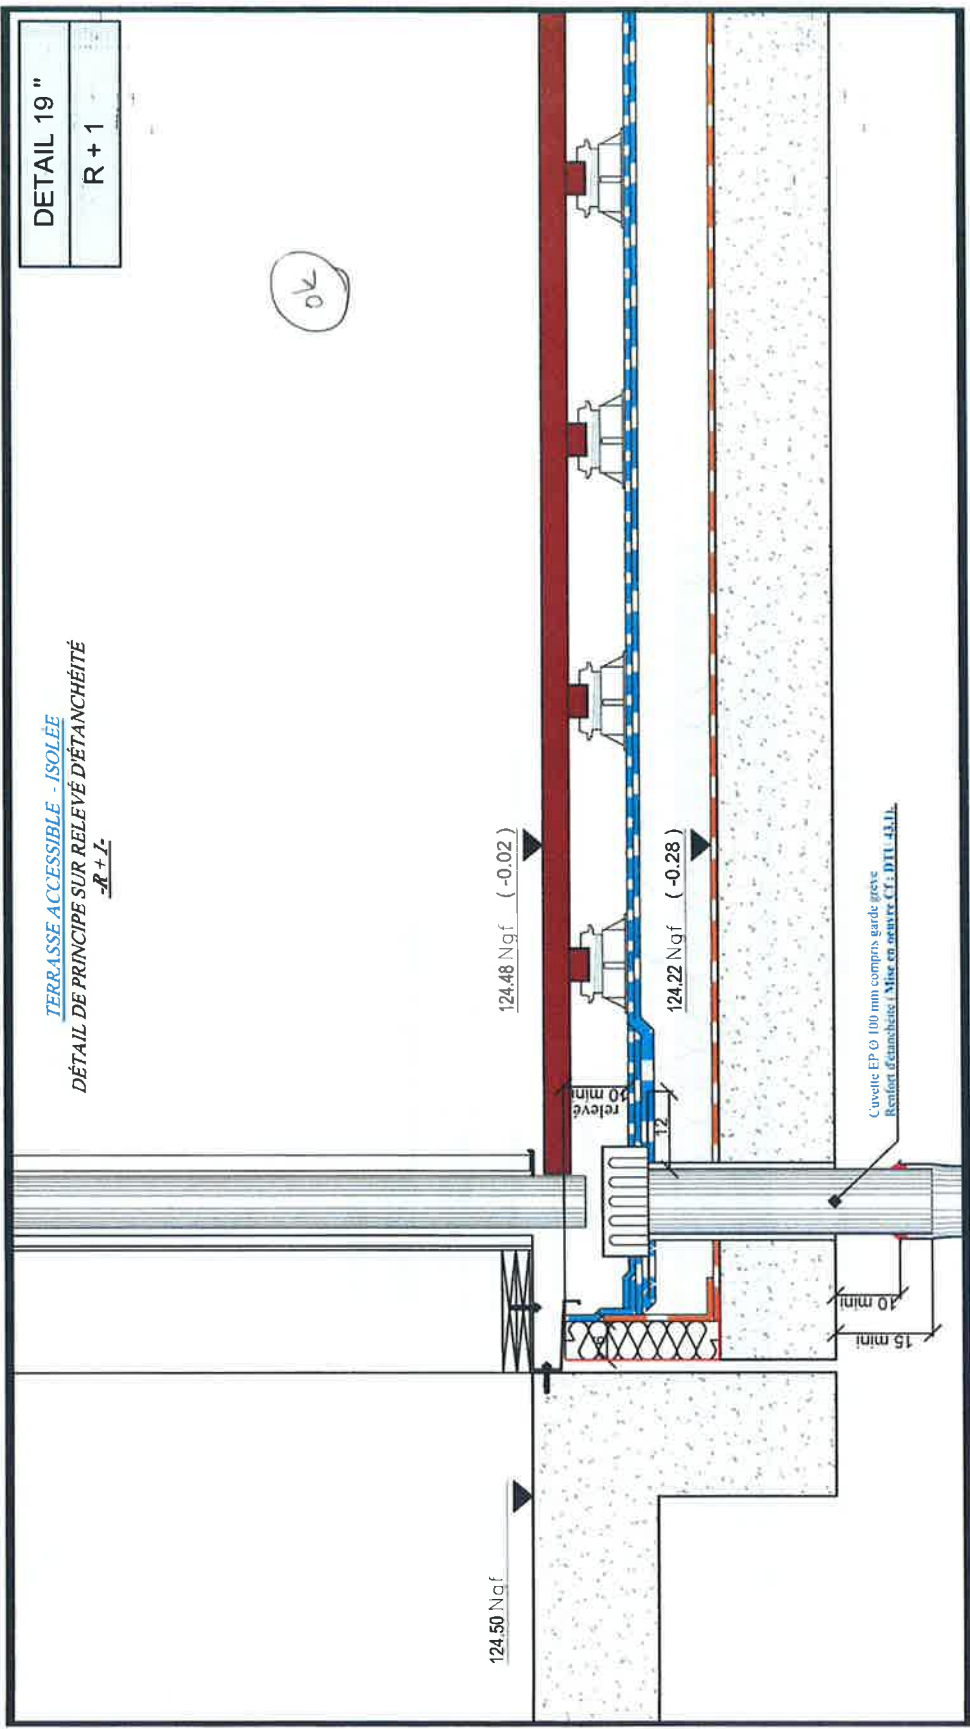 DETAIL 19 "
R + 1
TERRASSE ACCESSIBLE - ISOLÉE
DÉTAIL DE PRINCIPE SUR RELEVÉ D'ÉTANCHÉITÉ
-R + 1-
OK
124.50 Ngf
124.48 Ngf ( -0.02 )
124.22 Ngf ( -0.28 )
relevé
10 mini
12
10 mini
15 mini
Cuvette EP Ø 100 mm compris garde grève
Renfort d'étanchéité ( Mise en oeuvre Cf : DTU 43.1).